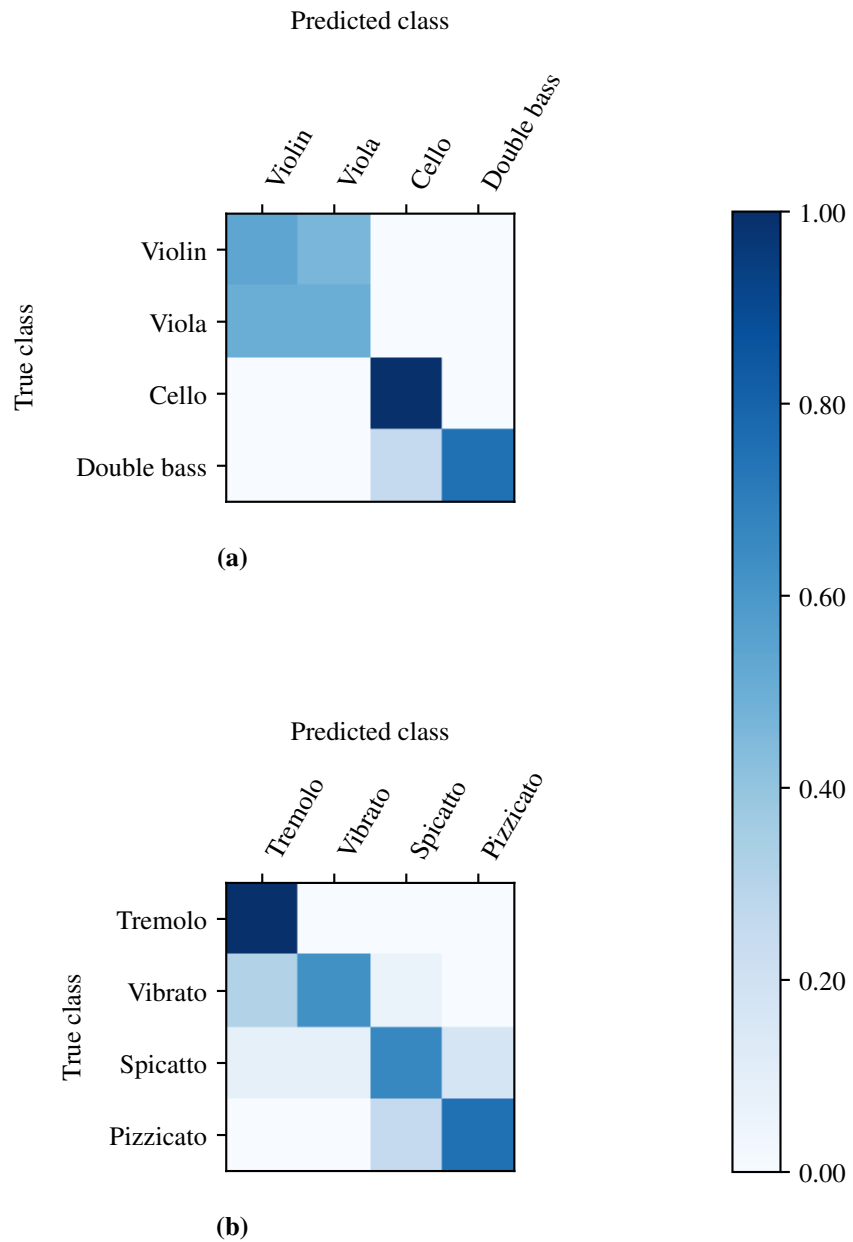 Predicted class
Violin
Viola
Cello
Double bass
True class
Violin
Viola
Cello
Double bass
(a)
1.00
0.80
0.60
0.40
0.20
0.00
Predicted class
Tremolo
Vibrato
Spicatto
Pizzicato
True class
Tremolo
Vibrato
Spicatto
Pizzicato
(b)